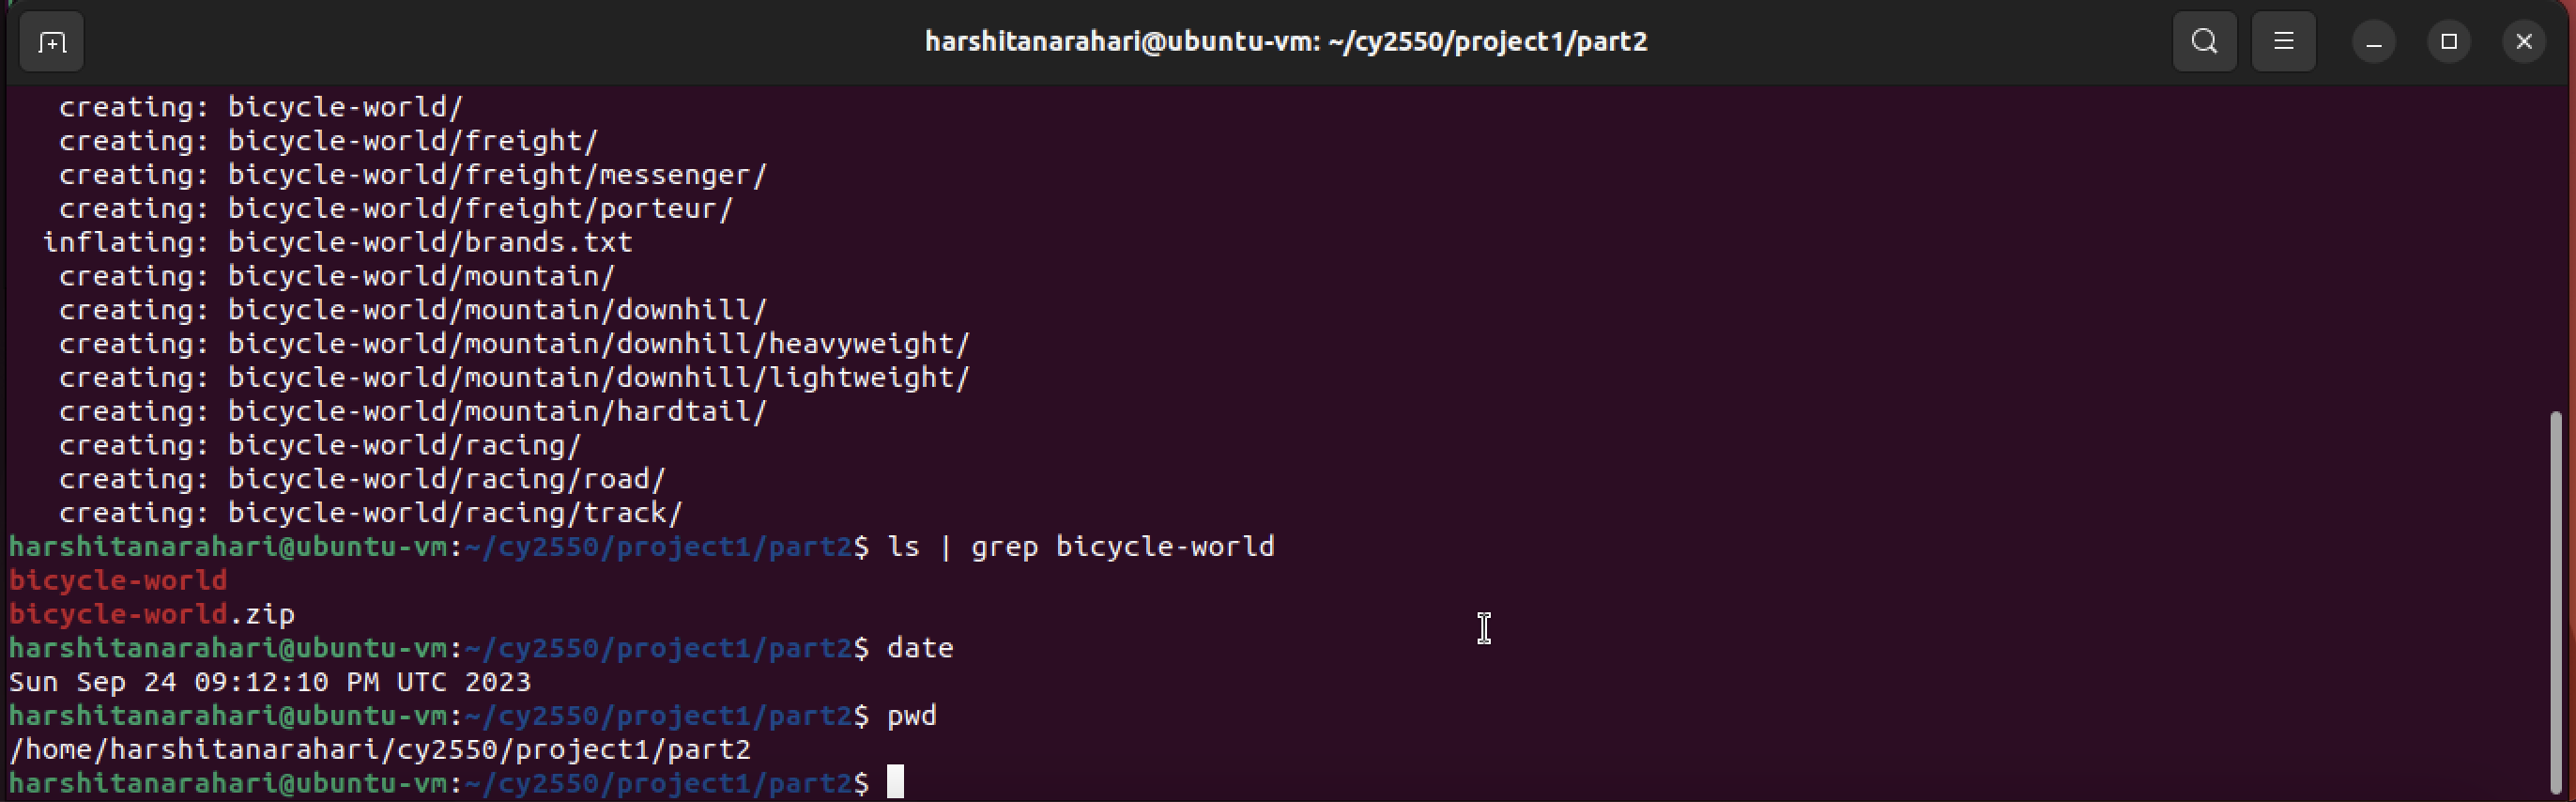 harshitanarahari@ubuntu-vm: ~/cy2550/project1/part2
creating: bicycle-world/
creating: bicycle-world/freight/
creating: bicycle-world/freight/messenger/
creating: bicycle-world/freight/porteur/
inflating: bicycle-world/brands.txt
creating: bicycle-world/mountain/
creating: bicycle-world/mountain/downhill/
creating: bicycle-world/mountain/downhill/heavyweight/
creating: bicycle-world/mountain/downhill/lightweight/
creating: bicycle-world/mountain/hardtail/
creating: bicycle-world/racing/
creating: bicycle-world/racing/road/
creating: bicycle-world/racing/track/
harshitanarahari@ubuntu-vm:~/cy2550/project1/part2$ ls | grep bicycle-world
bicycle-world
bicycle-world.zip
harshitanarahari@ubuntu-vm:~/cy2550/project1/part2$ date
Sun Sep 24 09:12:10 PM UTC 2023
harshitanarahari@ubuntu-vm:~/cy2550/project1/part2$ pwd
/home/harshitanarahari/cy2550/project1/part2
harshitanarahari@ubuntu-vm:~/cy2550/project1/part2$